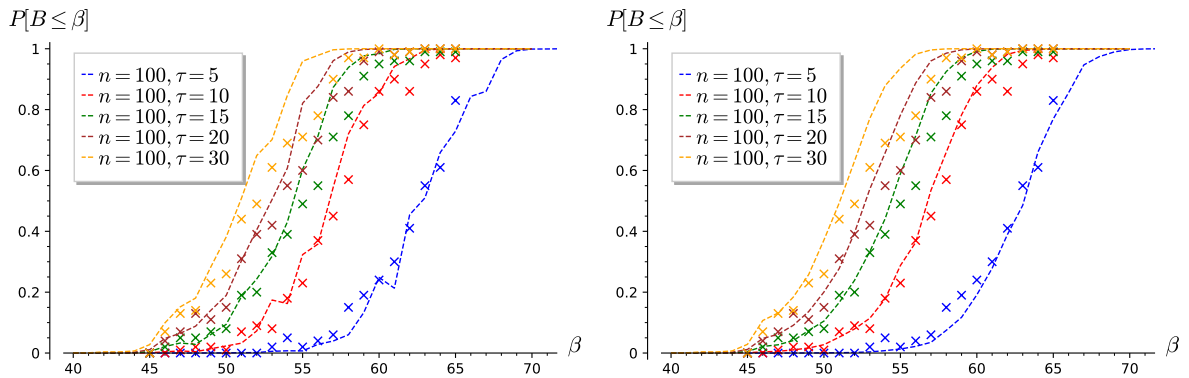 P[B ≤ β]
1
0.8
0.6
0.4
0.2
0
40 45 50 55 60 65 70
β
n = 100, τ = 5
n = 100, τ = 10
n = 100, τ = 15
n = 100, τ = 20
n = 100, τ = 30
P[B ≤ β]
1
0.8
0.6
0.4
0.2
0
40 45 50 55 60 65 70
β
n = 100, τ = 5
n = 100, τ = 10
n = 100, τ = 15
n = 100, τ = 20
n = 100, τ = 30